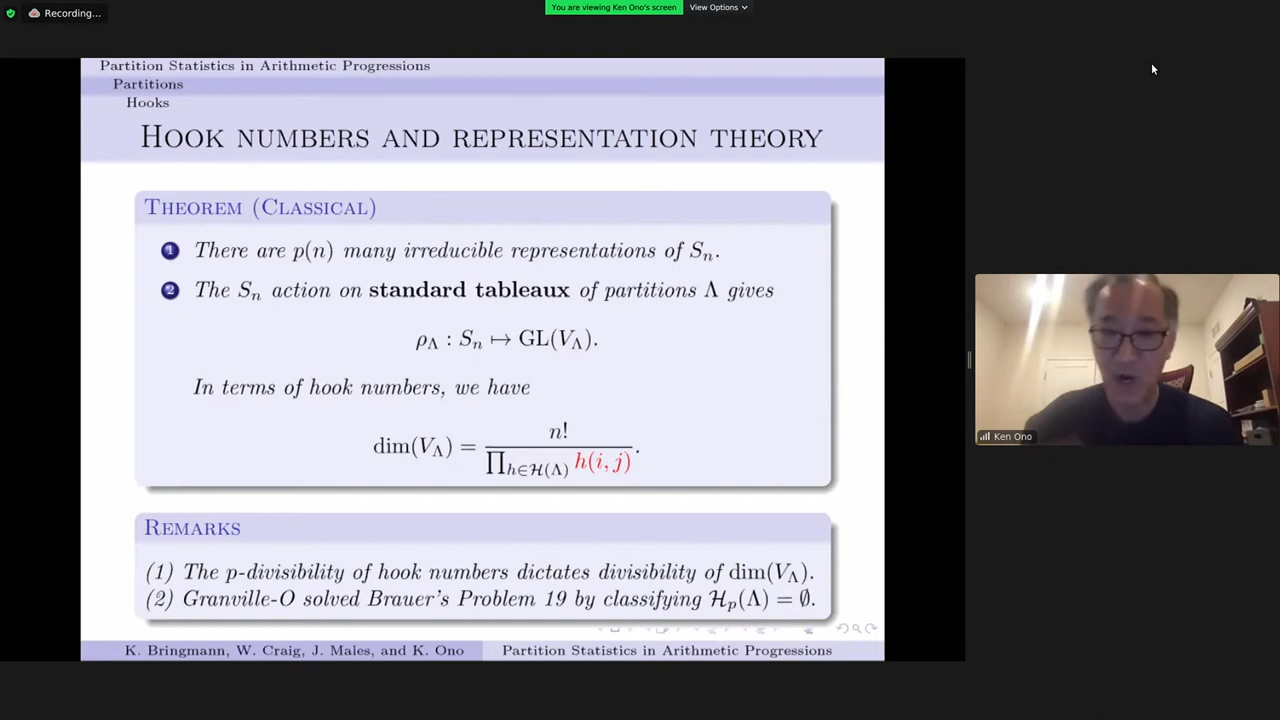 Recording...
You are viewing Ken Ono's screen
View Options
Partition Statistics in Arithmetic Progressions
Partitions
Hooks
HOOK NUMBERS AND REPRESENTATION THEORY
THEOREM (CLASSICAL)
1 There are p(n) many irreducible representations of Sₙ.
2 The Sₙ action on standard tableaux of partitions Λ gives
ρ_Λ : Sₙ ↦ GL(V_Λ).
In terms of hook numbers, we have
dim(V_Λ) = n! / ∏_{h∈ℋ(Λ)} h(i, j).
REMARKS
(1) The p-divisibility of hook numbers dictates divisibility of dim(V_Λ).
(2) Granville-O solved Brauer's Problem 19 by classifying ℋ_p(Λ) = ∅.
K. Bringmann, W. Craig, J. Males, and K. Ono
Partition Statistics in Arithmetic Progressions
Ken Ono